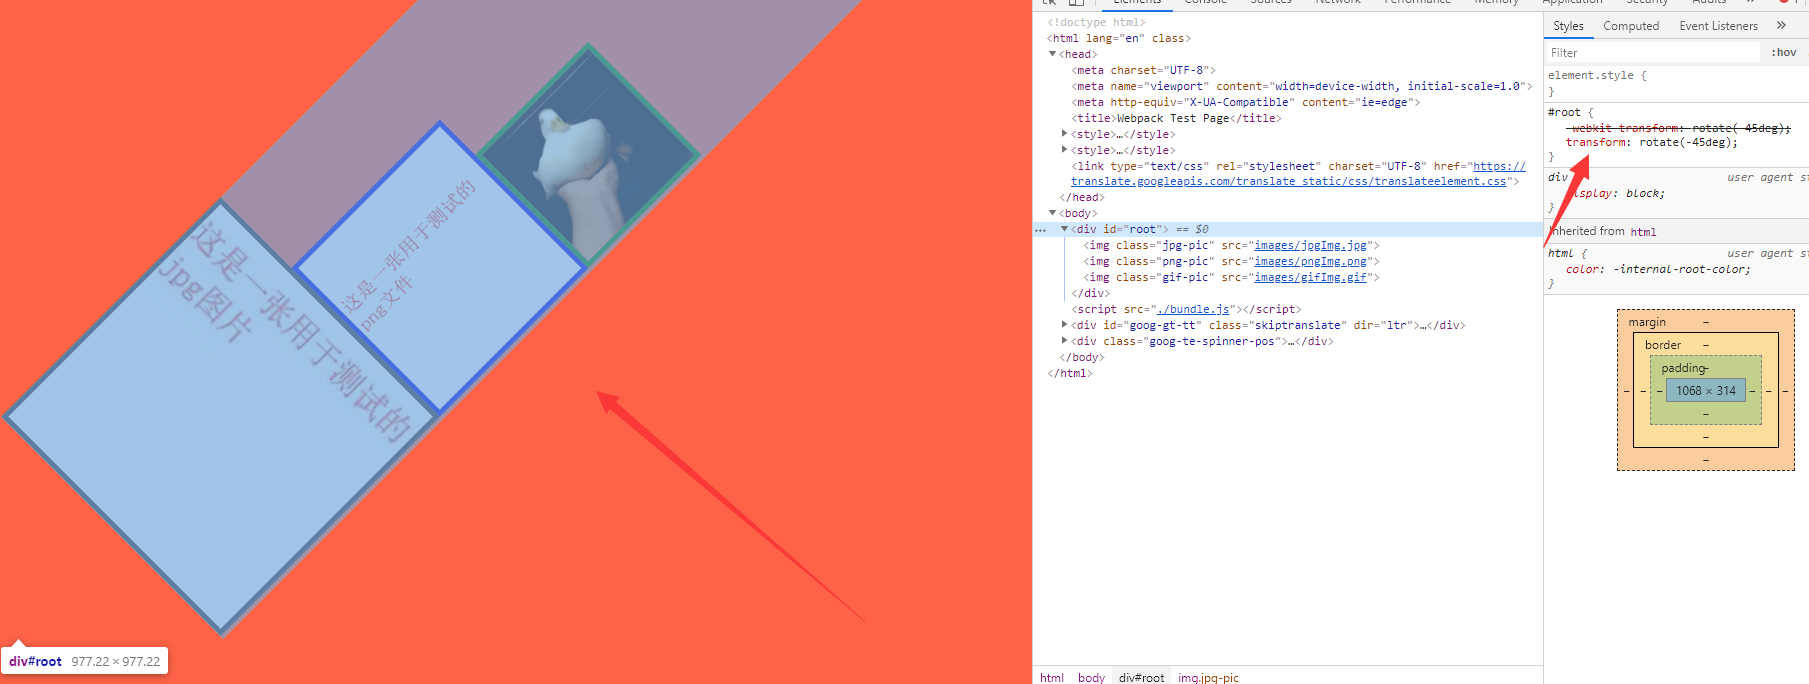 Elements
Console
Sources
Network
Performance
Memory
Application
Security
Audits
<!doctype html>
<html lang="en" class>
<head>
<meta charset="UTF-8">
<meta name="viewport" content="width=device-width, initial-scale=1.0">
<meta http-equiv="X-UA-Compatible" content="ie=edge">
<title>Webpack Test Page</title>
<style>…</style>
<style>…</style>
<link type="text/css" rel="stylesheet" charset="UTF-8" href="https://
translate.googleapis.com/translate_static/css/translateelement.css">
</head>
<body>
<div id="root"> == $0
<img class="jpg-pic" src="images/jpgImg.jpg">
<img class="png-pic" src="images/pngImg.png">
<img class="gif-pic" src="images/gifImg.gif">
</div>
<script src="./bundle.js"></script>
<div id="goog-gt-tt" class="skiptranslate" dir="ltr">…</div>
<div class="goog-te-spinner-pos">…</div>
</body>
</html>
html body div#root img.jpg-pic
Styles Computed Event Listeners »
Filter :hov
element.style {
}
#root {
-webkit-transform: rotate(-45deg);
transform: rotate(-45deg);
}
div user agent st
display: block;
}
Inherited from html
html { user agent st
color: -internal-root-color;
}
margin –
border –
padding –
– – – 1068 × 314 – – –
–
–
–
这是一张用于测试的
jpg图片
这是一张用于测试的
png文件
div#root 977.22 × 977.22